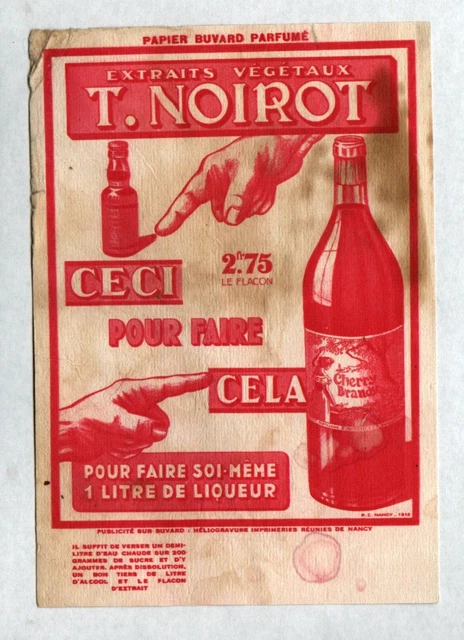 PAPIER BUVARD PARFUMÉ
EXTRAITS VÉGÉTAUX
T. NOIROT
2fr.75
LE FLACON
CECI
POUR FAIRE
CELA
Cherry
Brandy
POUR FAIRE SOI-MÊME
1 LITRE DE LIQUEUR
PUBLICITÉ SUR BUVARD - HÉLIOGRAVURE IMPRIMERIES RÉUNIES DE NANCY
IL SUFFIT DE VERSER UN DEMI-
LITRE D'EAU CHAUDE SUR 200
GRAMMES DE SUCRE ET D'Y
AJOUTER, APRÈS DISSOLUTION,
UN BON TIERS DE LITRE
D'ALCOOL ET LE FLACON
D'EXTRAIT